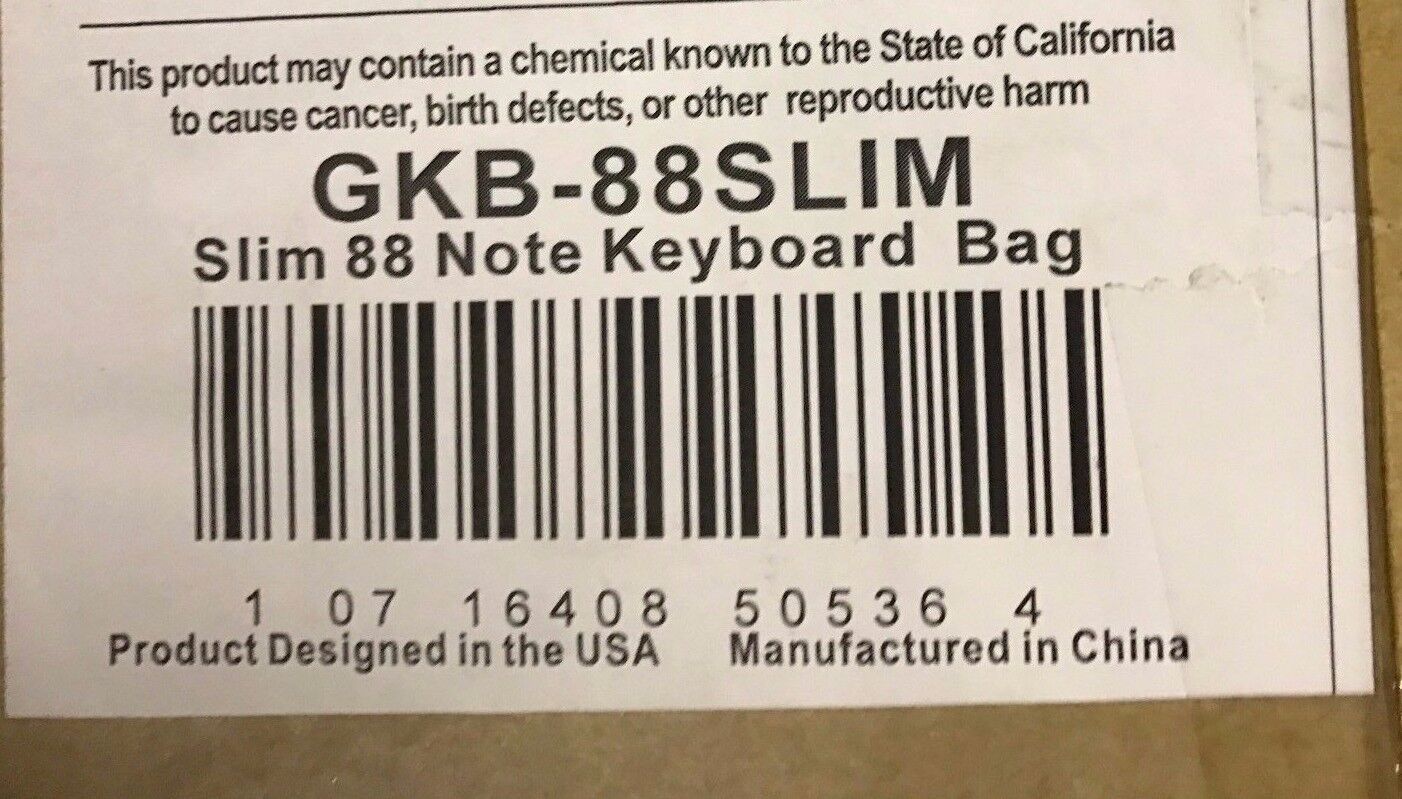 This product may contain a chemical known to the State of California
to cause cancer, birth defects, or other reproductive harm
GKB-88SLIM
Slim 88 Note Keyboard Bag
1 07 16408 50536 4
Product Designed in the USA Manufactured in China